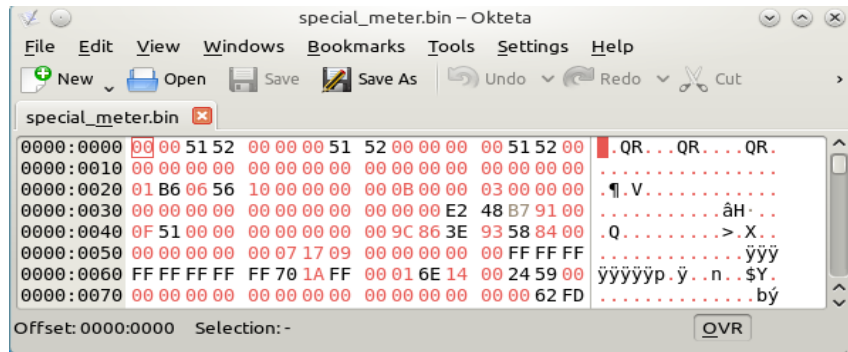 special_meter.bin – Okteta
File Edit View Windows Bookmarks Tools Settings Help
New Open Save Save As Undo Redo Cut
special_meter.bin
0000:0000 00 00 51 52 00 00 00 51 52 00 00 00 00 51 52 00 ..QR...QR....QR.
0000:0010 00 00 00 00 00 00 00 00 00 00 00 00 00 00 00 00 ................
0000:0020 01 B6 06 56 10 00 00 00 00 0B 00 00 03 00 00 00 .¶.V............
0000:0030 00 00 00 00 00 00 00 00 00 00 00 E2 48 B7 91 00 ...........âH·..
0000:0040 0F 51 00 00 00 00 00 00 00 9C 86 3E 93 58 84 00 .Q.........>.X..
0000:0050 00 00 00 00 00 07 17 09 00 00 00 00 00 FF FF FF .............ÿÿÿ
0000:0060 FF FF FF FF FF 70 1A FF 00 01 6E 14 00 24 59 00 ÿÿÿÿÿp.ÿ..n..$Y.
0000:0070 00 00 00 00 00 00 00 00 00 00 00 00 00 00 62 FD ..............bý
Offset: 0000:0000 Selection: - OVR